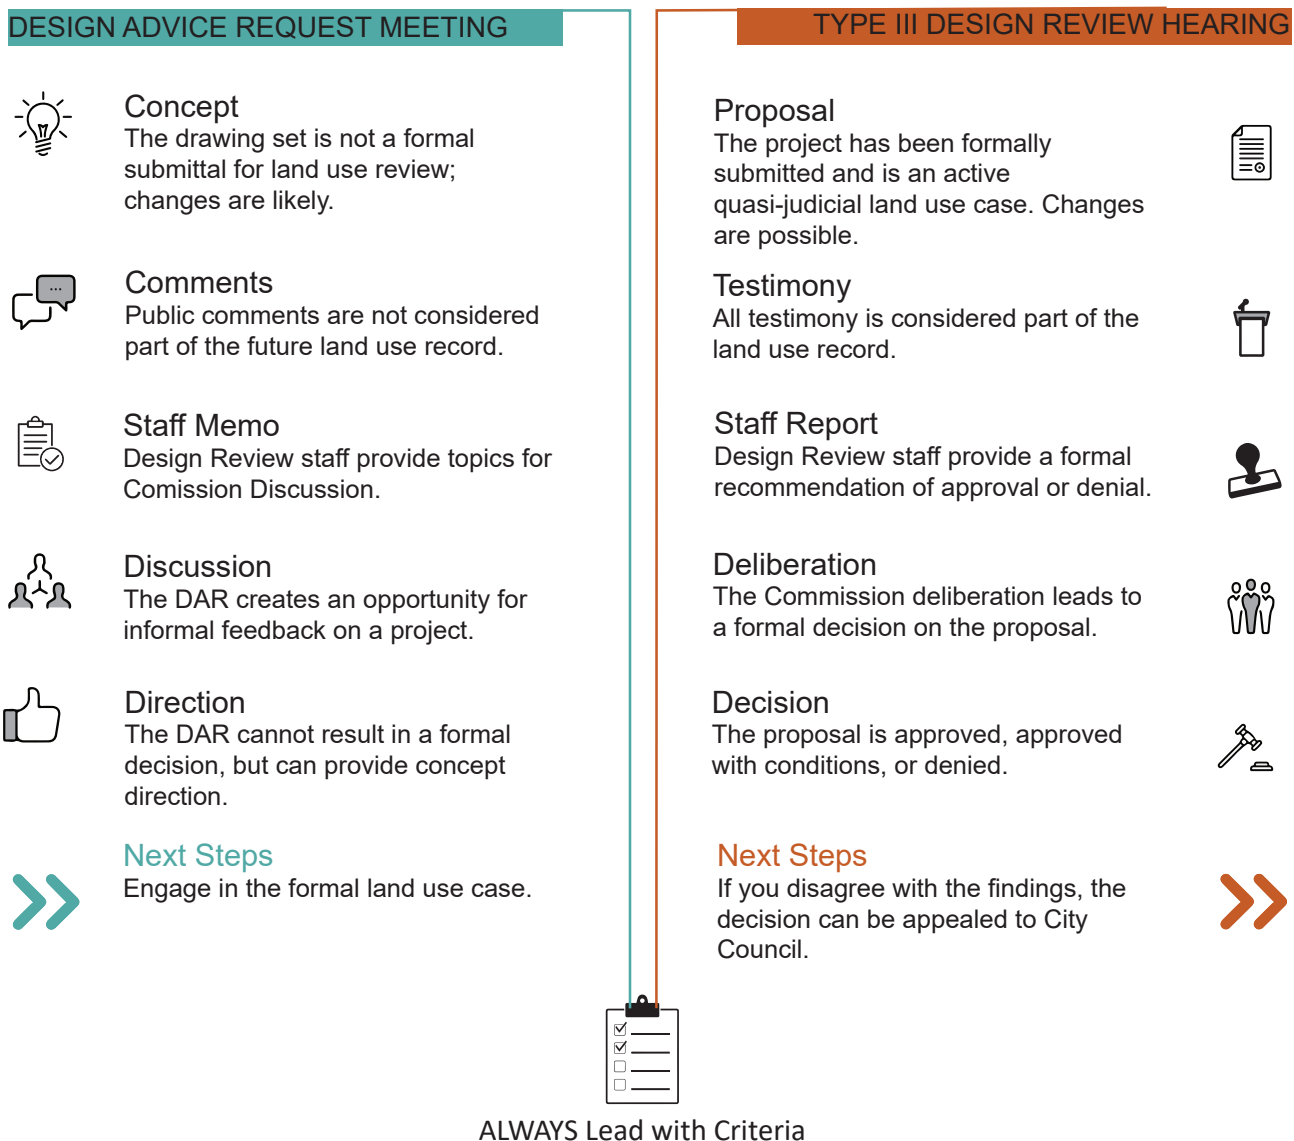 DESIGN ADVICE REQUEST MEETING
Concept
The drawing set is not a formal
submittal for land use review;
changes are likely.
Comments
Public comments are not considered
part of the future land use record.
Staff Memo
Design Review staff provide topics for
Comission Discussion.
Discussion
The DAR creates an opportunity for
informal feedback on a project.
Direction
The DAR cannot result in a formal
decision, but can provide concept
direction.
Next Steps
Engage in the formal land use case.
TYPE III DESIGN REVIEW HEARING
Proposal
The project has been formally
submitted and is an active
quasi-judicial land use case. Changes
are possible.
Testimony
All testimony is considered part of the
land use record.
Staff Report
Design Review staff provide a formal
recommendation of approval or denial.
Deliberation
The Commission deliberation leads to
a formal decision on the proposal.
Decision
The proposal is approved, approved
with conditions, or denied.
Next Steps
If you disagree with the findings, the
decision can be appealed to City
Council.
ALWAYS Lead with Criteria